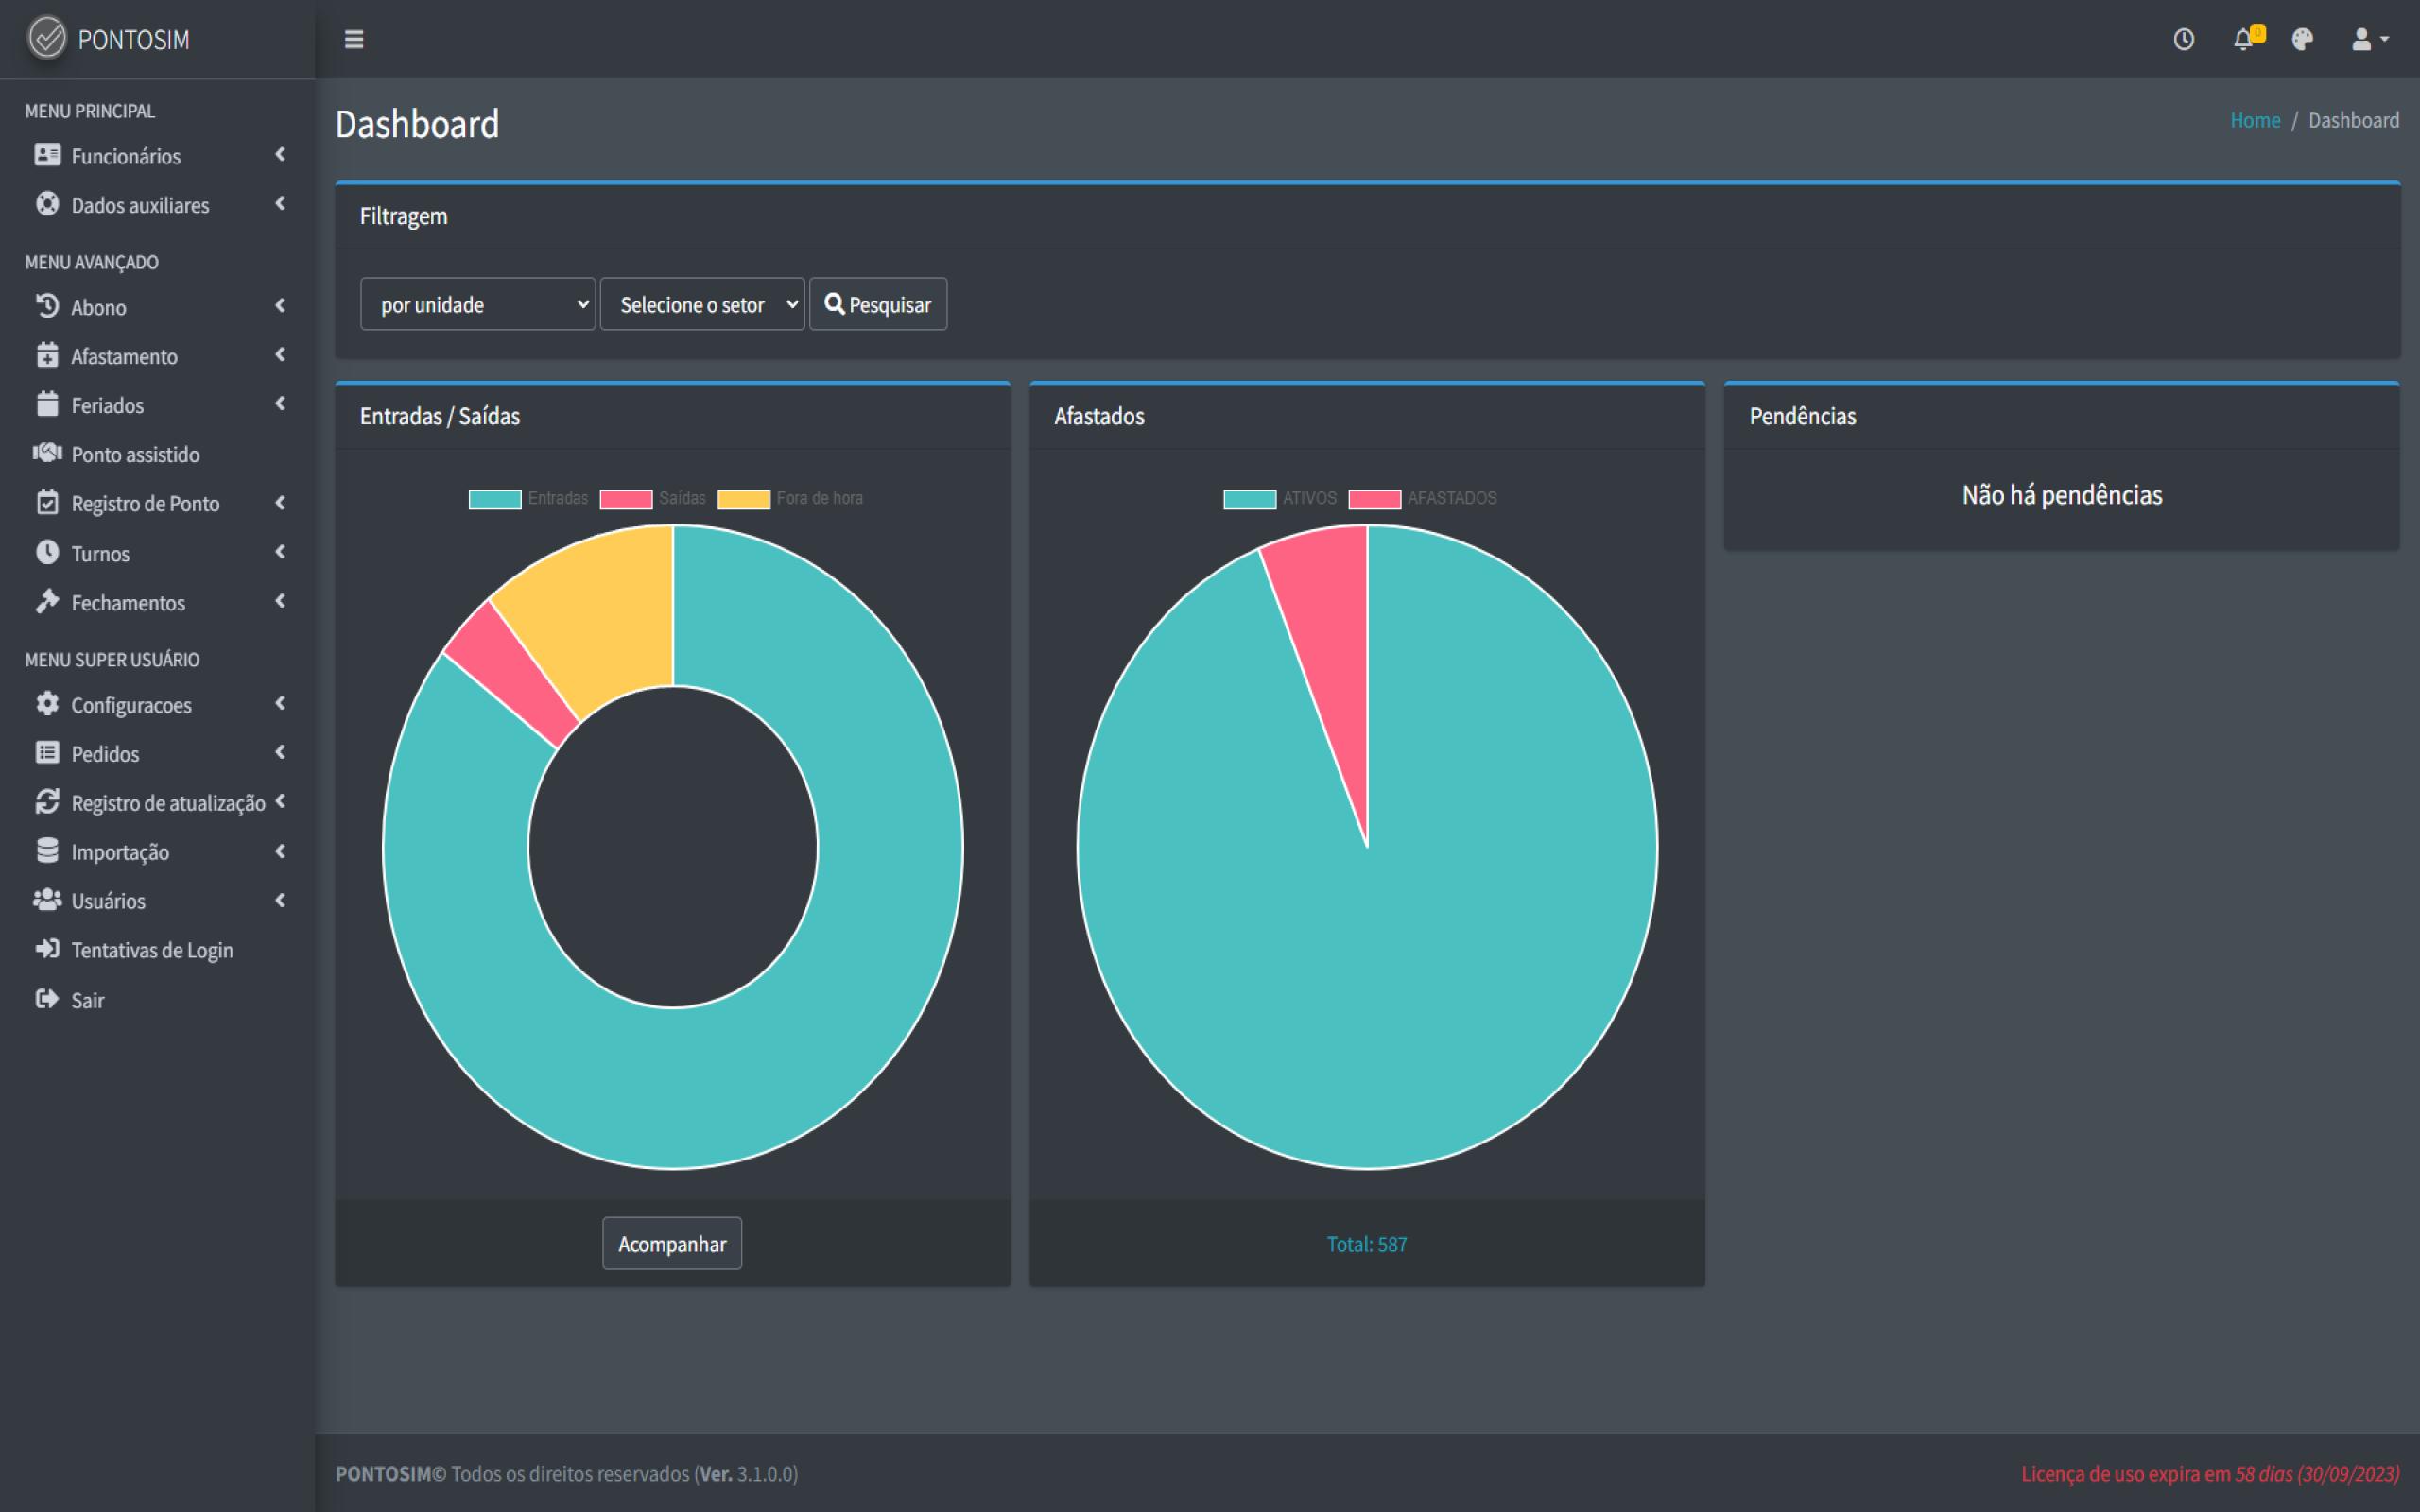 PONTOSIM
0
MENU PRINCIPAL
Funcionários
Dados auxiliares
MENU AVANÇADO
Abono
Afastamento
Feriados
Ponto assistido
Registro de Ponto
Turnos
Fechamentos
MENU SUPER USUÁRIO
Configuracoes
Pedidos
Registro de atualização
Importação
Usuários
Tentativas de Login
Sair
Dashboard
Home / Dashboard
Filtragem
por unidade Selecione o setor Pesquisar
Entradas / Saídas
Entradas Saídas Fora de hora
Acompanhar
Afastados
ATIVOS AFASTADOS
Total: 587
Pendências
Não há pendências
PONTOSIM© Todos os direitos reservados (Ver. 3.1.0.0)
Licença de uso expira em 58 dias (30/09/2023)